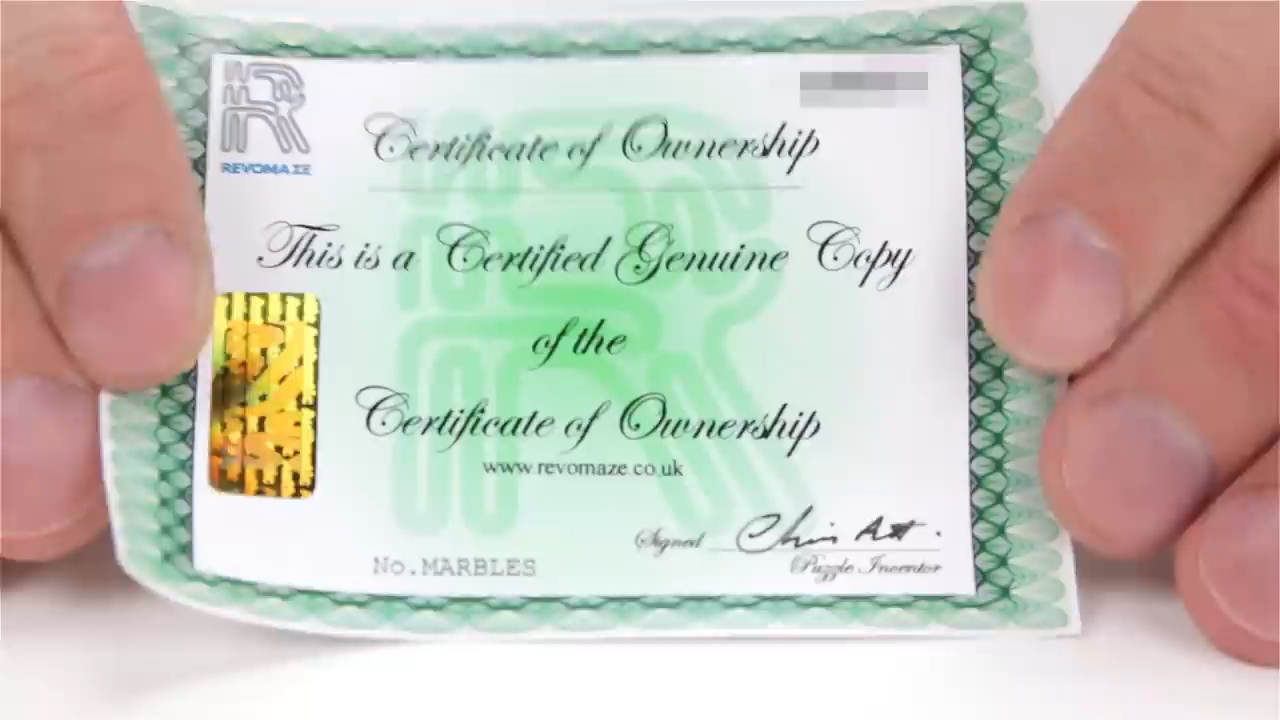 REVOMAZE
Certificate of Ownership
This is a Certified Genuine Copy
of the
Certificate of Ownership
www.revomaze.co.uk
Signed
No.MARBLES
Puzzle Inventor